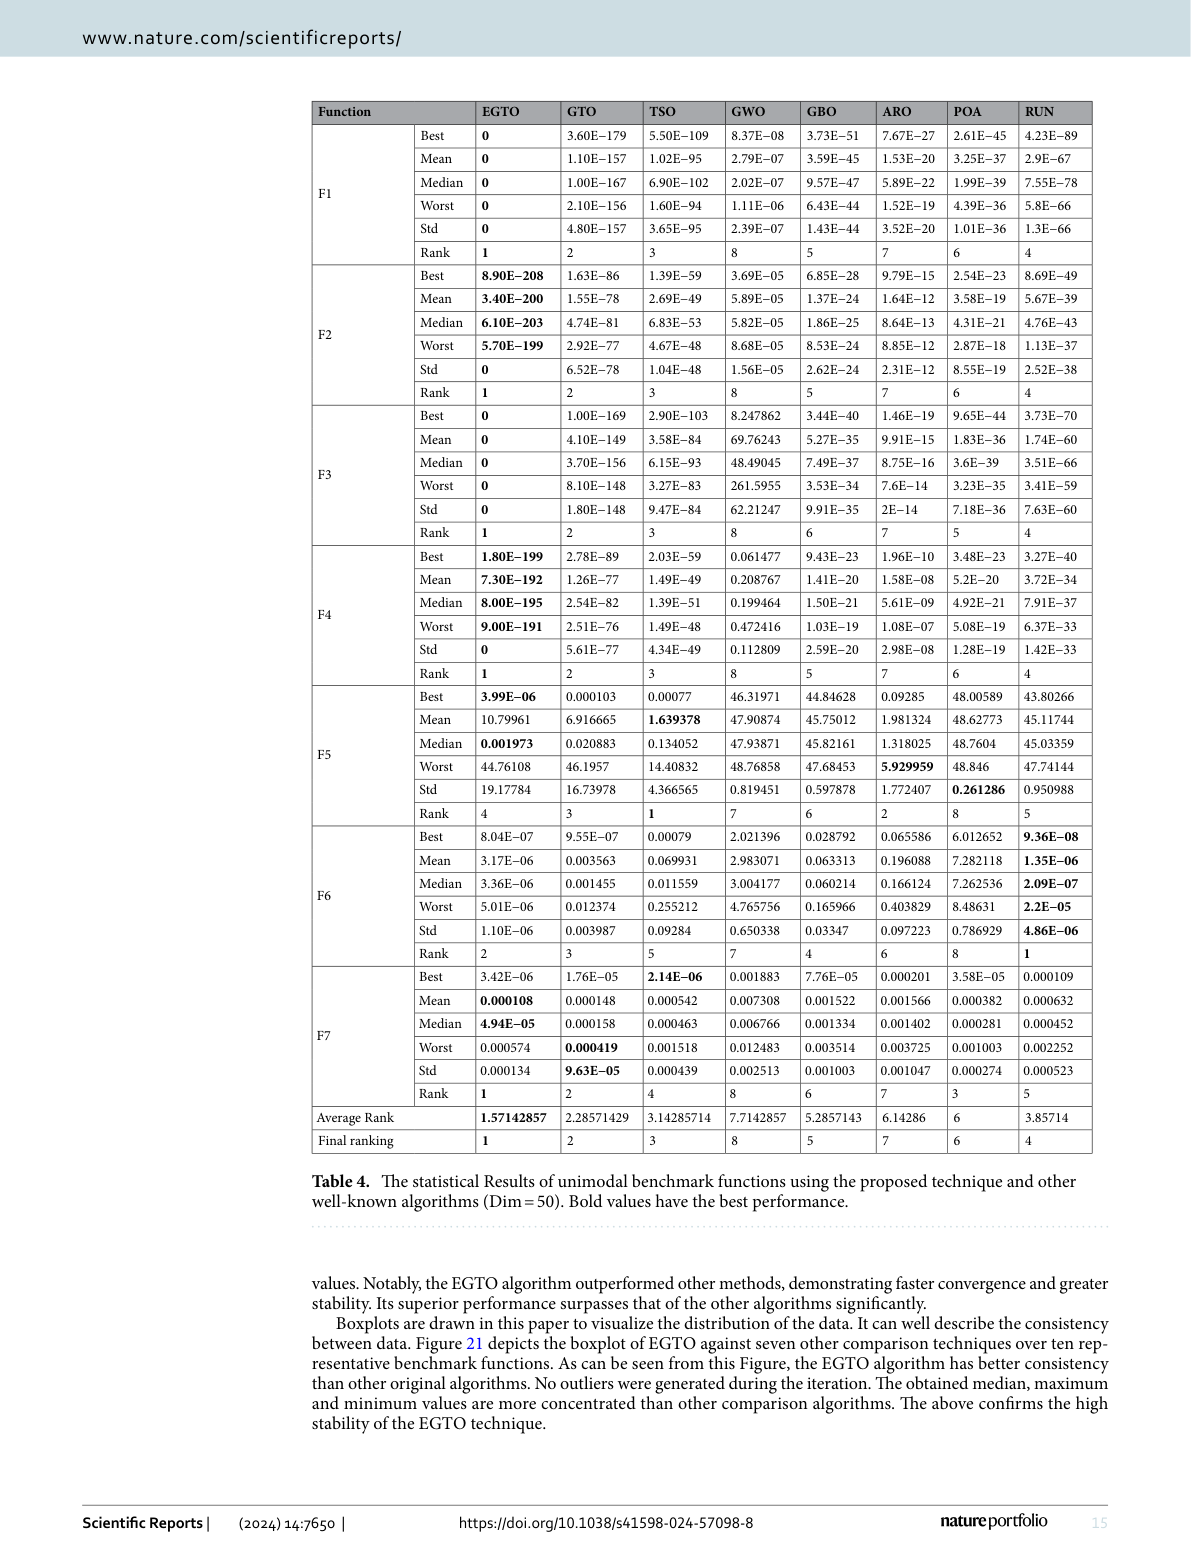 www.nature.com/scientificreports/
Function EGTO GTO TSO GWO GBO ARO POA RUN
F1
Best 0 3.60E−179 5.50E−109 8.37E−08 3.73E−51 7.67E−27 2.61E−45 4.23E−89
Mean 0 1.10E−157 1.02E−95 2.79E−07 3.59E−45 1.53E−20 3.25E−37 2.9E−67
Median 0 1.00E−167 6.90E−102 2.02E−07 9.57E−47 5.89E−22 1.99E−39 7.55E−78
Worst 0 2.10E−156 1.60E−94 1.11E−06 6.43E−44 1.52E−19 4.39E−36 5.8E−66
Std 0 4.80E−157 3.65E−95 2.39E−07 1.43E−44 3.52E−20 1.01E−36 1.3E−66
Rank 1 2 3 8 5 7 6 4
F2
Best 8.90E−208 1.63E−86 1.39E−59 3.69E−05 6.85E−28 9.79E−15 2.54E−23 8.69E−49
Mean 3.40E−200 1.55E−78 2.69E−49 5.89E−05 1.37E−24 1.64E−12 3.58E−19 5.67E−39
Median 6.10E−203 4.74E−81 6.83E−53 5.82E−05 1.86E−25 8.64E−13 4.31E−21 4.76E−43
Worst 5.70E−199 2.92E−77 4.67E−48 8.68E−05 8.53E−24 8.85E−12 2.87E−18 1.13E−37
Std 0 6.52E−78 1.04E−48 1.56E−05 2.62E−24 2.31E−12 8.55E−19 2.52E−38
Rank 1 2 3 8 5 7 6 4
F3
Best 0 1.00E−169 2.90E−103 8.247862 3.44E−40 1.46E−19 9.65E−44 3.73E−70
Mean 0 4.10E−149 3.58E−84 69.76243 5.27E−35 9.91E−15 1.83E−36 1.74E−60
Median 0 3.70E−156 6.15E−93 48.49045 7.49E−37 8.75E−16 3.6E−39 3.51E−66
Worst 0 8.10E−148 3.27E−83 261.5955 3.53E−34 7.6E−14 3.23E−35 3.41E−59
Std 0 1.80E−148 9.47E−84 62.21247 9.91E−35 2E−14 7.18E−36 7.63E−60
Rank 1 2 3 8 6 7 5 4
F4
Best 1.80E−199 2.78E−89 2.03E−59 0.061477 9.43E−23 1.96E−10 3.48E−23 3.27E−40
Mean 7.30E−192 1.26E−77 1.49E−49 0.208767 1.41E−20 1.58E−08 5.2E−20 3.72E−34
Median 8.00E−195 2.54E−82 1.39E−51 0.199464 1.50E−21 5.61E−09 4.92E−21 7.91E−37
Worst 9.00E−191 2.51E−76 1.49E−48 0.472416 1.03E−19 1.08E−07 5.08E−19 6.37E−33
Std 0 5.61E−77 4.34E−49 0.112809 2.59E−20 2.98E−08 1.28E−19 1.42E−33
Rank 1 2 3 8 5 7 6 4
F5
Best 3.99E−06 0.000103 0.00077 46.31971 44.84628 0.09285 48.00589 43.80266
Mean 10.79961 6.916665 1.639378 47.90874 45.75012 1.981324 48.62773 45.11744
Median 0.001973 0.020883 0.134052 47.93871 45.82161 1.318025 48.7604 45.03359
Worst 44.76108 46.1957 14.40832 48.76858 47.68453 5.929959 48.846 47.74144
Std 19.17784 16.73978 4.366565 0.819451 0.597878 1.772407 0.261286 0.950988
Rank 4 3 1 7 6 2 8 5
F6
Best 8.04E−07 9.55E−07 0.00079 2.021396 0.028792 0.065586 6.012652 9.36E−08
Mean 3.17E−06 0.003563 0.069931 2.983071 0.063313 0.196088 7.282118 1.35E−06
Median 3.36E−06 0.001455 0.011559 3.004177 0.060214 0.166124 7.262536 2.09E−07
Worst 5.01E−06 0.012374 0.255212 4.765756 0.165966 0.403829 8.48631 2.2E−05
Std 1.10E−06 0.003987 0.09284 0.650338 0.03347 0.097223 0.786929 4.86E−06
Rank 2 3 5 7 4 6 8 1
F7
Best 3.42E−06 1.76E−05 2.14E−06 0.001883 7.76E−05 0.000201 3.58E−05 0.000109
Mean 0.000108 0.000148 0.000542 0.007308 0.001522 0.001566 0.000382 0.000632
Median 4.94E−05 0.000158 0.000463 0.006766 0.001334 0.001402 0.000281 0.000452
Worst 0.000574 0.000419 0.001518 0.012483 0.003514 0.003725 0.001003 0.002252
Std 0.000134 9.63E−05 0.000439 0.002513 0.001003 0.001047 0.000274 0.000523
Rank 1 2 4 8 6 7 3 5
Average Rank 1.57142857 2.28571429 3.14285714 7.7142857 5.2857143 6.14286 6 3.85714
Final ranking 1 2 3 8 5 7 6 4
Table 4. The statistical Results of unimodal benchmark functions using the proposed technique and other
well-known algorithms (Dim = 50). Bold values have the best performance.
values. Notably, the EGTO algorithm outperformed other methods, demonstrating faster convergence and greater
stability. Its superior performance surpasses that of the other algorithms significantly.
Boxplots are drawn in this paper to visualize the distribution of the data. It can well describe the consistency
between data. Figure 21 depicts the boxplot of EGTO against seven other comparison techniques over ten rep-
resentative benchmark functions. As can be seen from this Figure, the EGTO algorithm has better consistency
than other original algorithms. No outliers were generated during the iteration. The obtained median, maximum
and minimum values are more concentrated than other comparison algorithms. The above confirms the high
stability of the EGTO technique.
Scientific Reports | (2024) 14:7650 | https://doi.org/10.1038/s41598-024-57098-8 natureportfolio 15